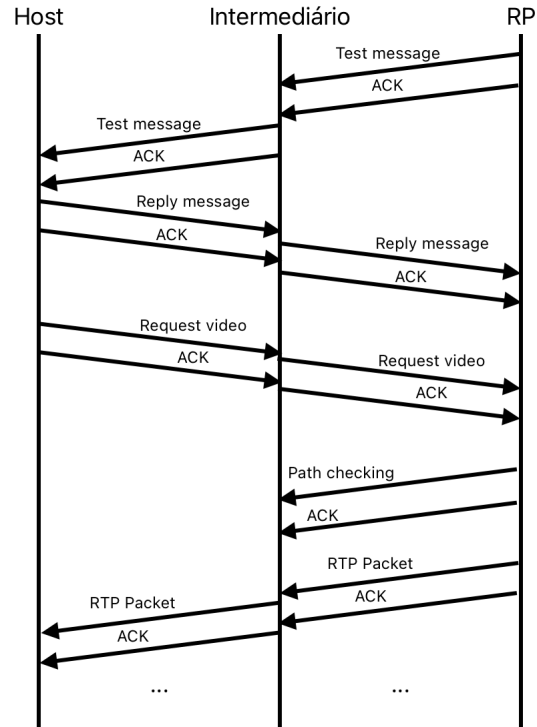 Host Intermediário RP
Test message
ACK
Test message
ACK
Reply message
ACK
Reply message
ACK
Request video
ACK
Request video
ACK
Path checking
ACK
RTP Packet
ACK
RTP Packet
ACK
... ...